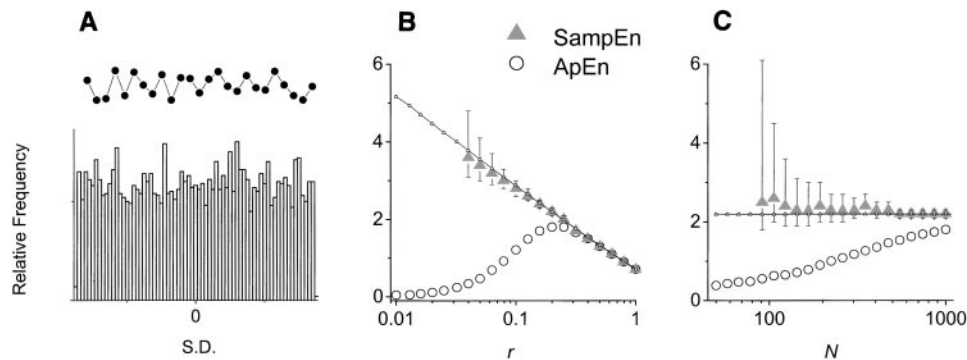 A
Relative Frequency
0
S.D.
B
SampEn
ApEn
6
4
2
0
0.01 0.1 1
r
C
6
4
2
0
100 1000
N